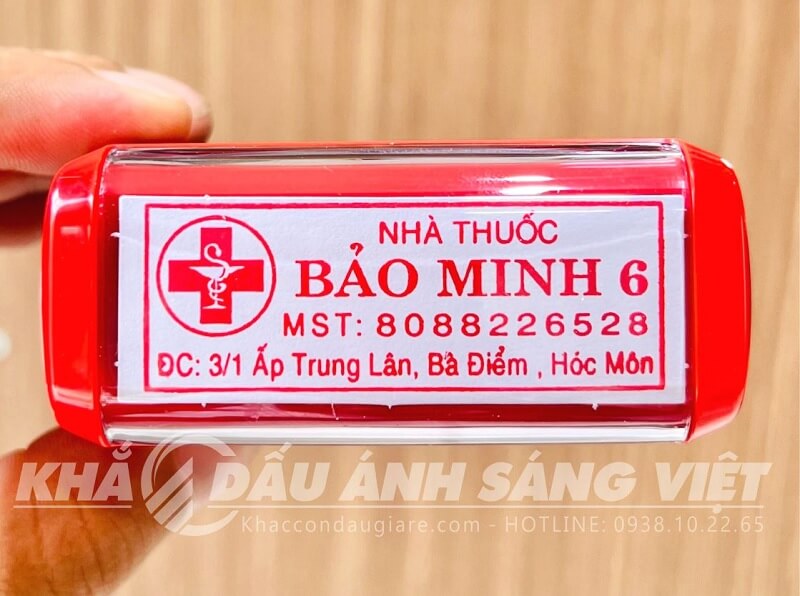 NHÀ THUỐC
BẢO MINH 6
MST: 8088226528
ĐC: 3/1 Ấp Trung Lân, Bà Điểm , Hóc Môn
KHẮC DẤU ÁNH SÁNG VIỆT
Khaccondaugiare.com - HOTLINE: 0938.10.22.65